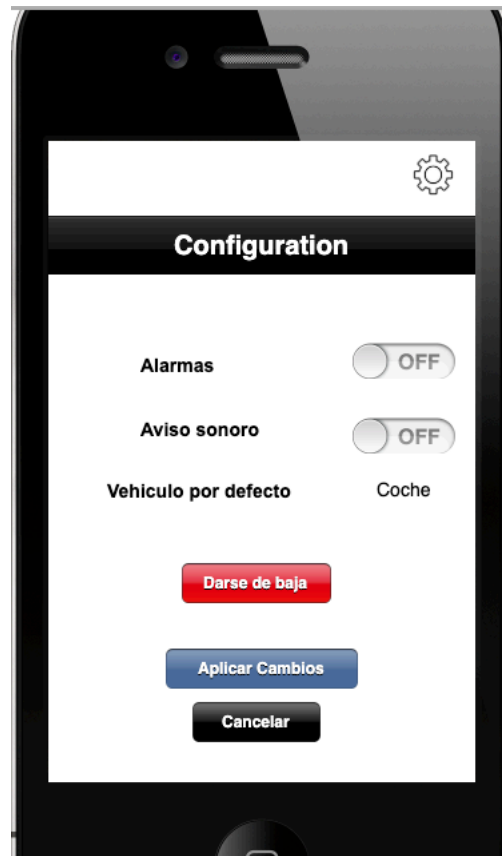 Configuration
Alarmas OFF
Aviso sonoro OFF
Vehiculo por defecto Coche
Darse de baja
Aplicar Cambios
Cancelar